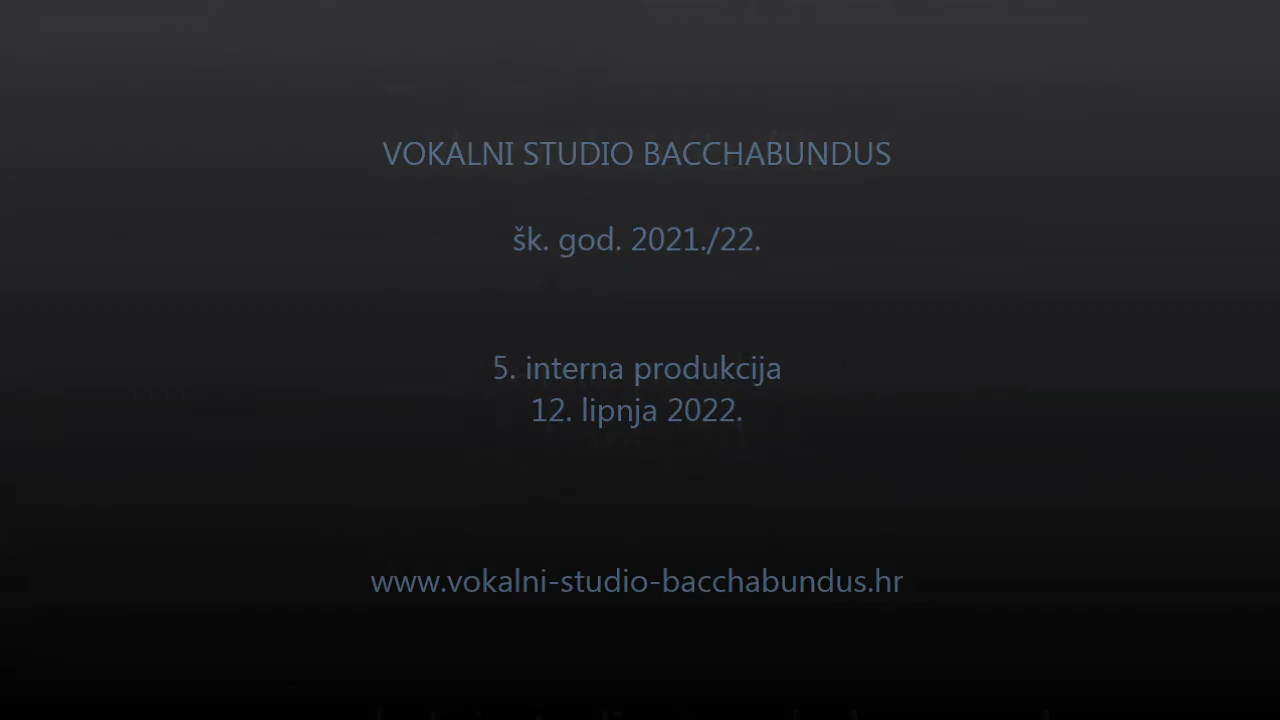 VOKALNI STUDIO BACCHABUNDUS
šk. god. 2021./22.
5. interna produkcija
12. lipnja 2022.
www.vokalni-studio-bacchabundus.hr